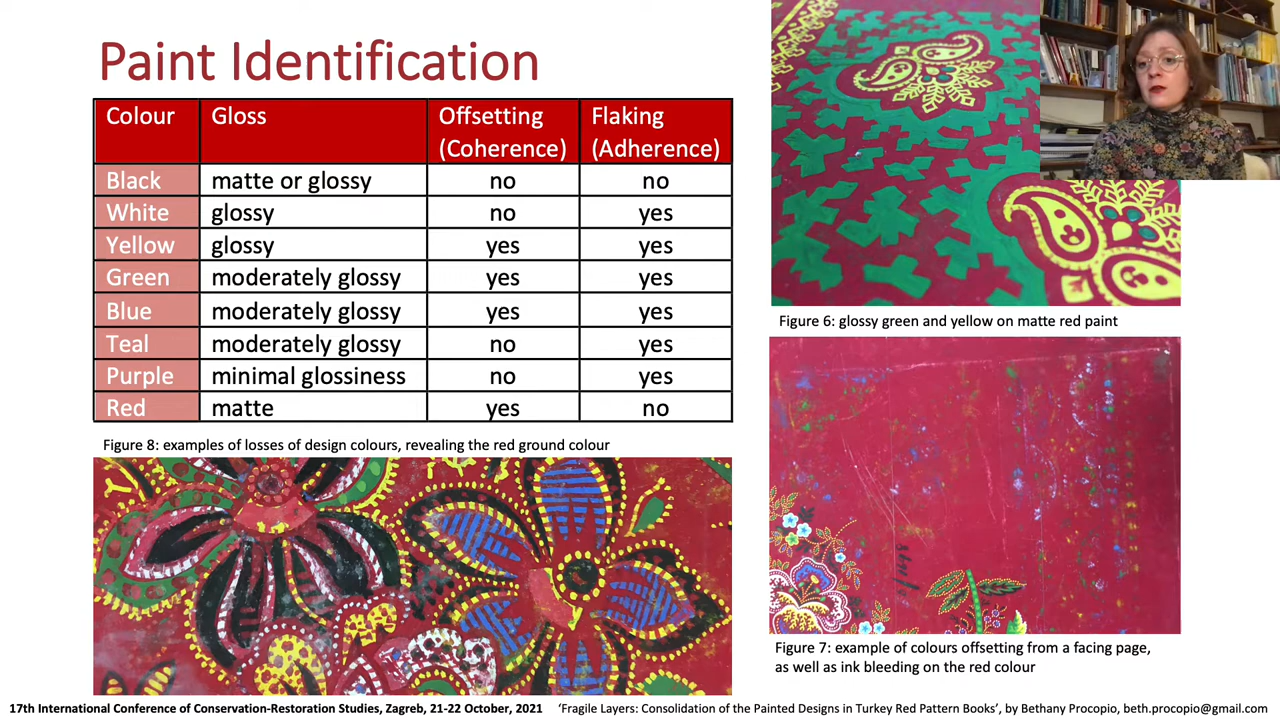 Paint Identification
Colour Gloss Offsetting (Coherence) Flaking (Adherence)
Black matte or glossy no no
White glossy no yes
Yellow glossy yes yes
Green moderately glossy yes yes
Blue moderately glossy yes yes
Teal moderately glossy no yes
Purple minimal glossiness no yes
Red matte yes no
Figure 8: examples of losses of design colours, revealing the red ground colour
Figure 6: glossy green and yellow on matte red paint
Figure 7: example of colours offsetting from a facing page,
as well as ink bleeding on the red colour
17th International Conference of Conservation-Restoration Studies, Zagreb, 21-22 October, 2021 ‘Fragile Layers: Consolidation of the Painted Designs in Turkey Red Pattern Books’, by Bethany Procopio, beth.procopio@gmail.com